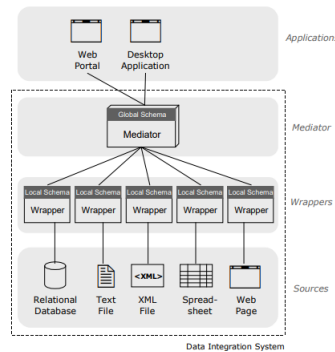 Web
Portal
Desktop
Application
Application
Global Schema
Mediator
Mediator
Local Schema
Wrapper
Local Schema
Wrapper
Local Schema
Wrapper
Local Schema
Wrapper
Local Schema
Wrapper
Wrappers
<XML>
Relational
Database
Text
File
XML
File
Spread-
sheet
Web
Page
Sources
Data Integration System